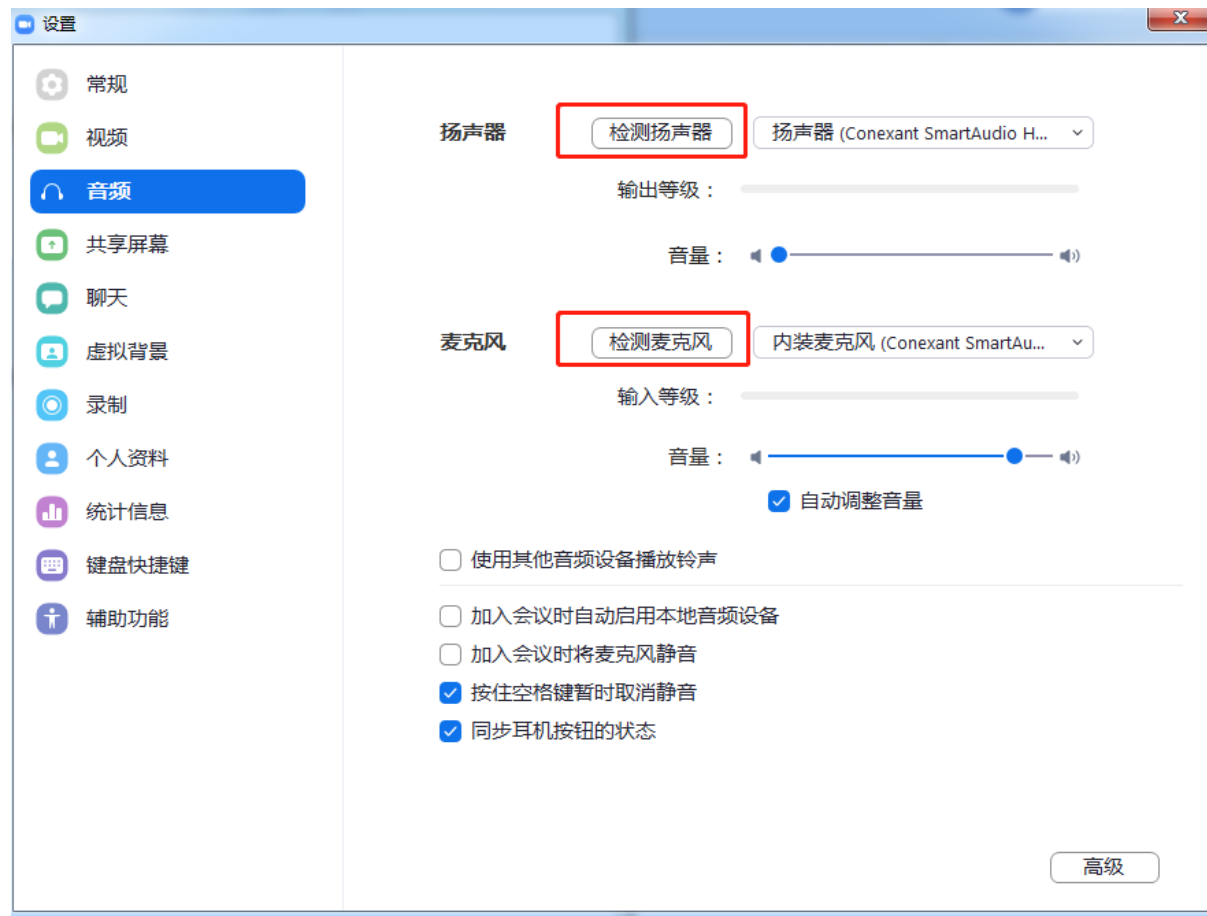 设置
常规
视频
音频
共享屏幕
聊天
虚拟背景
录制
个人资料
统计信息
键盘快捷键
辅助功能
扬声器 检测扬声器 扬声器 (Conexant SmartAudio H...
输出等级：
音量：
麦克风 检测麦克风 内装麦克风 (Conexant SmartAu...
输入等级：
音量：
自动调整音量
使用其他音频设备播放铃声
加入会议时自动启用本地音频设备
加入会议时将麦克风静音
按住空格键暂时取消静音
同步耳机按钮的状态
高级